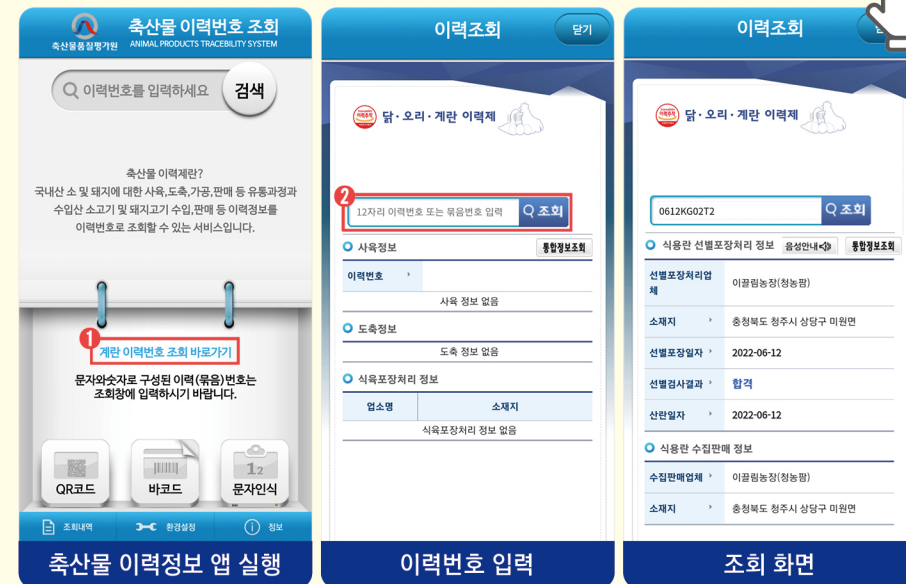 축산물품질평가원
축산물 이력번호 조회
ANIMAL PRODUCTS TRACEBILITY SYSTEM
이력번호를 입력하세요
검색
축산물 이력제란?
국내산 소 및 돼지에 대한 사육,도축,가공,판매 등 유통과정과
수입산 소고기 및 돼지고기 수입,판매 등 이력정보를
이력번호로 조회할 수 있는 서비스입니다.
1
계란 이력번호 조회 바로가기
문자와숫자로 구성된 이력(묶음)번호는
조회창에 입력하시기 바랍니다.
QR코드
바코드
12
문자인식
조회내역
환경설정
정보
축산물 이력정보 앱 실행
이력조회
닫기
닭·오리·계란 이력제
2
12자리 이력번호 또는 묶음번호 입력
조회
사육정보
통합정보조회
이력번호
사육 정보 없음
도축정보
도축 정보 없음
식육포장처리 정보
업소명 소재지
식육포장처리 정보 없음
이력번호 입력
이력조회
닭·오리·계란 이력제
0612KG02T2
조회
식용란 선별포장처리 정보
음성안내
통합정보조회
선별포장처리업
체
이끌림농장(청농팜)
소재지 충청북도 청주시 상당구 미원면
선별포장일자 2022-06-12
선별검사결과 합격
산란일자 2022-06-12
식용란 수집판매 정보
수집판매업체 이끌림농장(청농팜)
소재지 충청북도 청주시 상당구 미원면
조회 화면